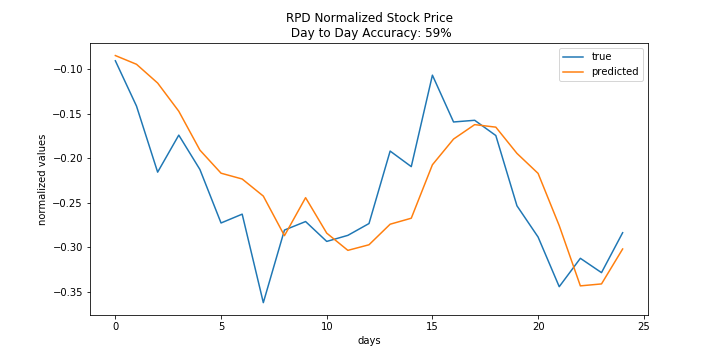 RPD Normalized Stock Price
Day to Day Accuracy: 59%
true
predicted
−0.10
−0.15
−0.20
−0.25
−0.30
−0.35
normalized values
0
5
10
15
20
25
days